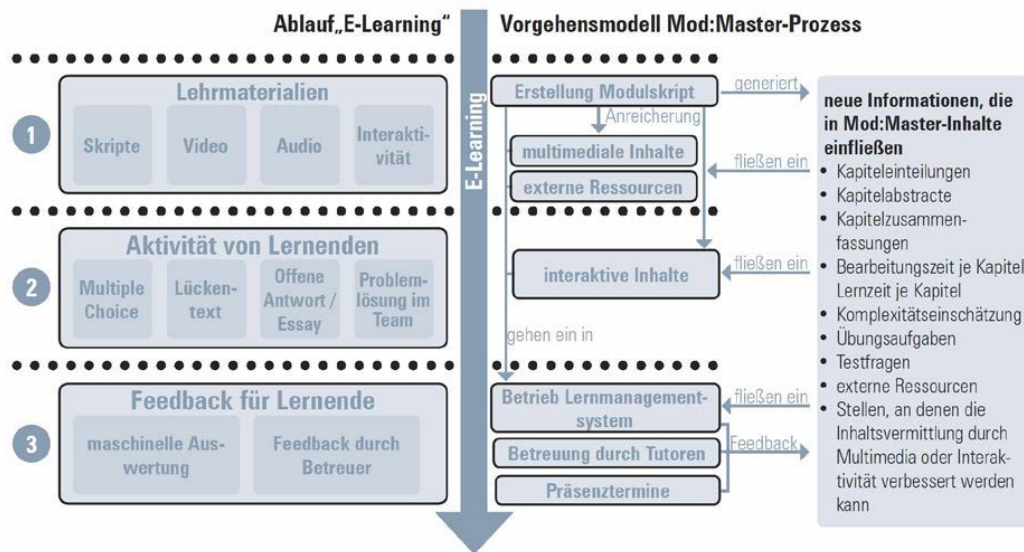 Ablauf„E-Learning“
Vorgehensmodell Mod:Master-Prozess
E-Learning
1
Lehrmaterialien
Skripte
Video
Audio
Interakti-
vität
2
Aktivität von Lernenden
Multiple
Choice
Lücken-
text
Offene
Antwort /
Essay
Problem-
lösung im
Team
3
Feedback für Lernende
maschinelle Aus-
wertung
Feedback durch
Betreuer
Erstellung Modulskript
generiert
Anreicherung
multimediale Inhalte
fließen ein
externe Ressourcen
interaktive Inhalte
fließen ein
gehen ein in
Betrieb Lernmanagement-
system
fließen ein
Betreuung durch Tutoren
Feedback
Präsenztermine
neue Informationen, die
in Mod:Master-Inhalte
einfließen
• Kapiteleinteilungen
• Kapitelabstracte
• Kapitelzusammen-
fassungen
• Bearbeitungszeit je Kapitel
Lernzeit je Kapitel
• Komplexitätseinschätzung
• Übungsaufgaben
• Testfragen
• externe Ressourcen
• Stellen, an denen die
Inhaltsvermittlung durch
Multimedia oder Interak-
tivität verbessert werden
kann